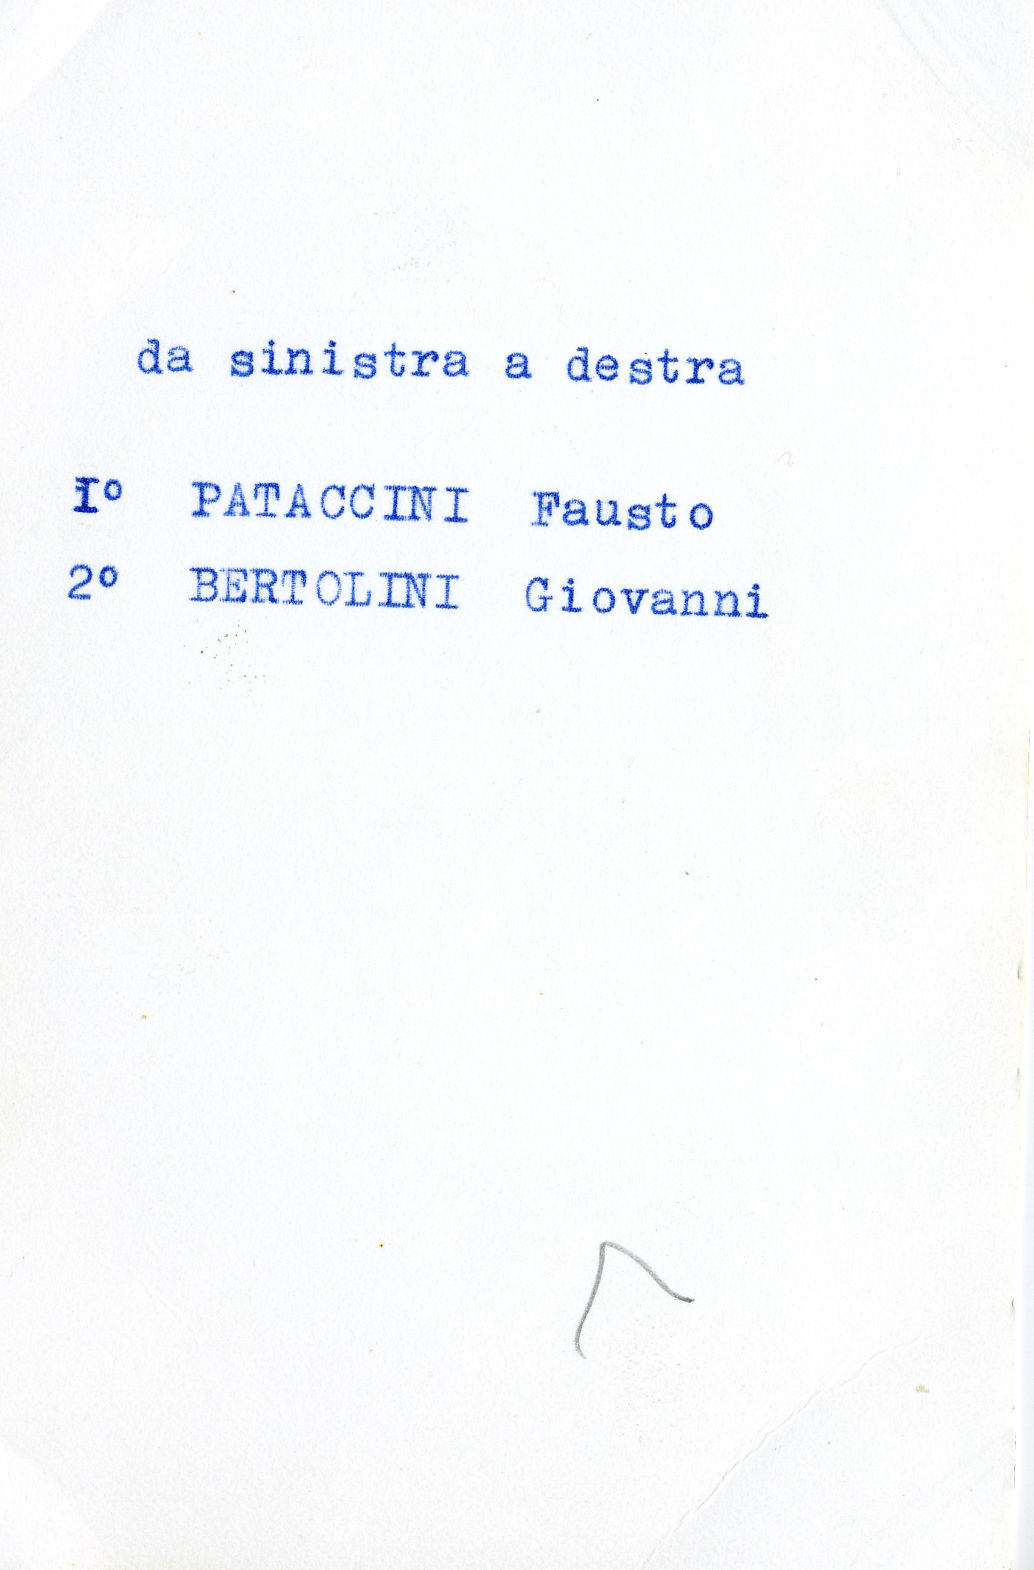 da sinistra a destra
I° PATACCINI Fausto
2° BERTOLINI Giovanni